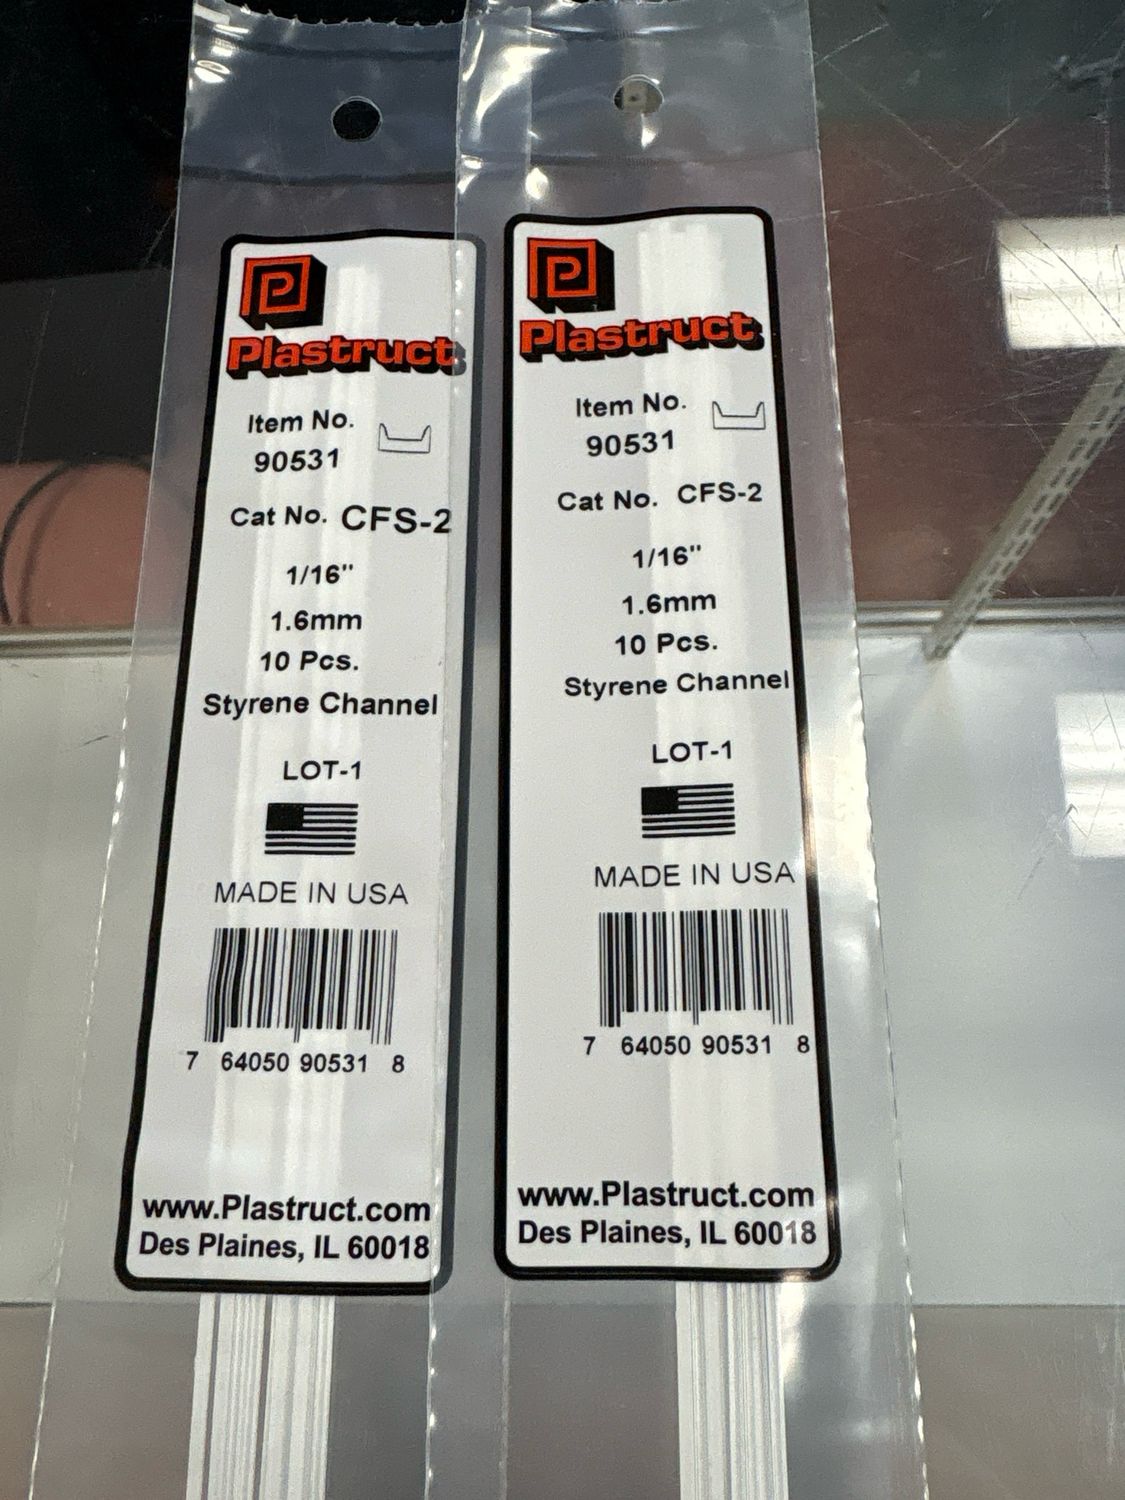 Plastruct
Item No.
90531
Cat No. CFS-2
1/16"
1.6mm
10 Pcs.
Styrene Channel
LOT-1
MADE IN USA
7 64050 90531 8
www.Plastruct.com
Des Plaines, IL 60018
Plastruct
Item No.
90531
Cat No. CFS-2
1/16"
1.6mm
10 Pcs.
Styrene Channel
LOT-1
MADE IN USA
7 64050 90531 8
www.Plastruct.com
Des Plaines, IL 60018